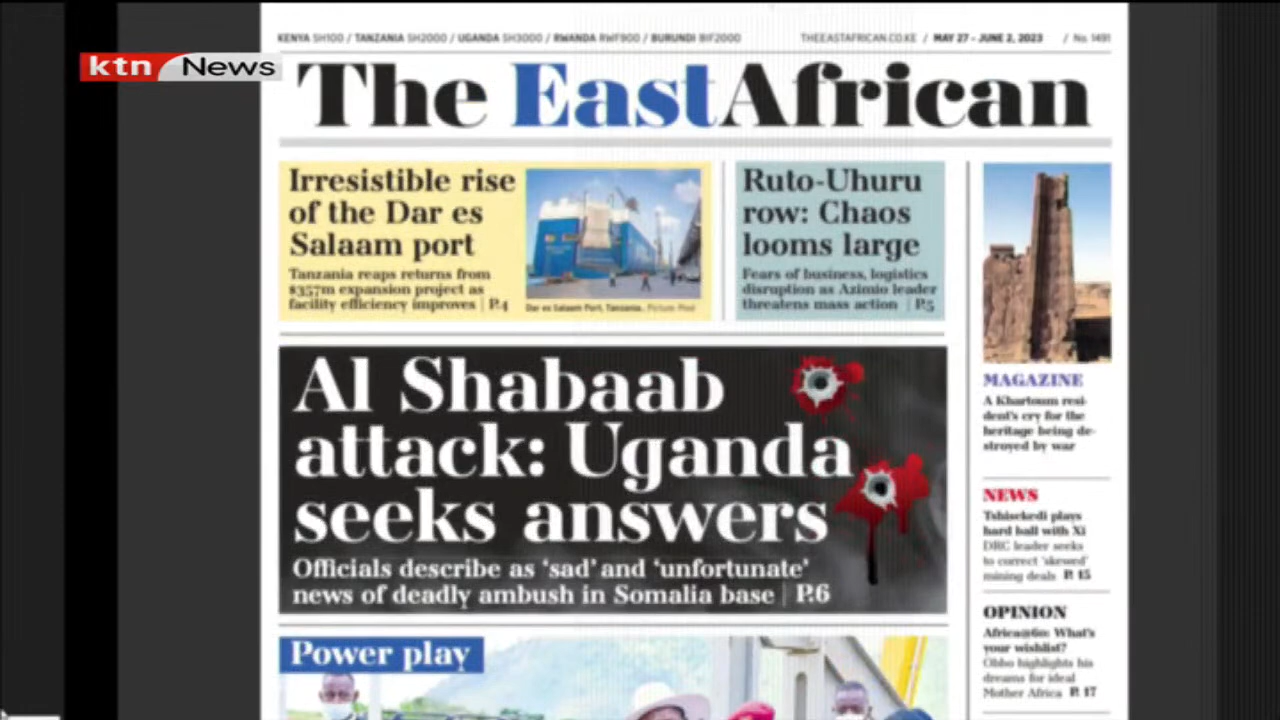 ktn News
KENYA SH100 / TANZANIA SH2000 / UGANDA SH3000 / RWANDA RWF900 / BURUNDI BIF2000
THEEASTAFRICAN.CO.KE / MAY 27 - JUNE 2, 2023 / No. 1491
The EastAfrican
Irresistible rise
of the Dar es
Salaam port
Tanzania reaps returns from
$357m expansion project as
facility efficiency improves | P.4
Dar es Salaam Port, Tanzania. Picture:
Ruto-Uhuru
row: Chaos
looms large
Fears of business, logistics
disruption as Azimio leader
threatens mass action | P.5
Al Shabaab
attack: Uganda
seeks answers
Officials describe as ‘sad’ and ‘unfortunate’
news of deadly ambush in Somalia base | P.6
Power play
MAGAZINE
A Khartoum resi-
dent's cry for the
heritage being de-
stroyed by war
NEWS
Tshisekedi plays
hard ball with Xi
DRC leader seeks
to correct ‘skewed’
mining deals P. 15
OPINION
Africa@60: What's
your wishlist?
Obbo highlights his
dreams for ideal
Mother Africa P. 17